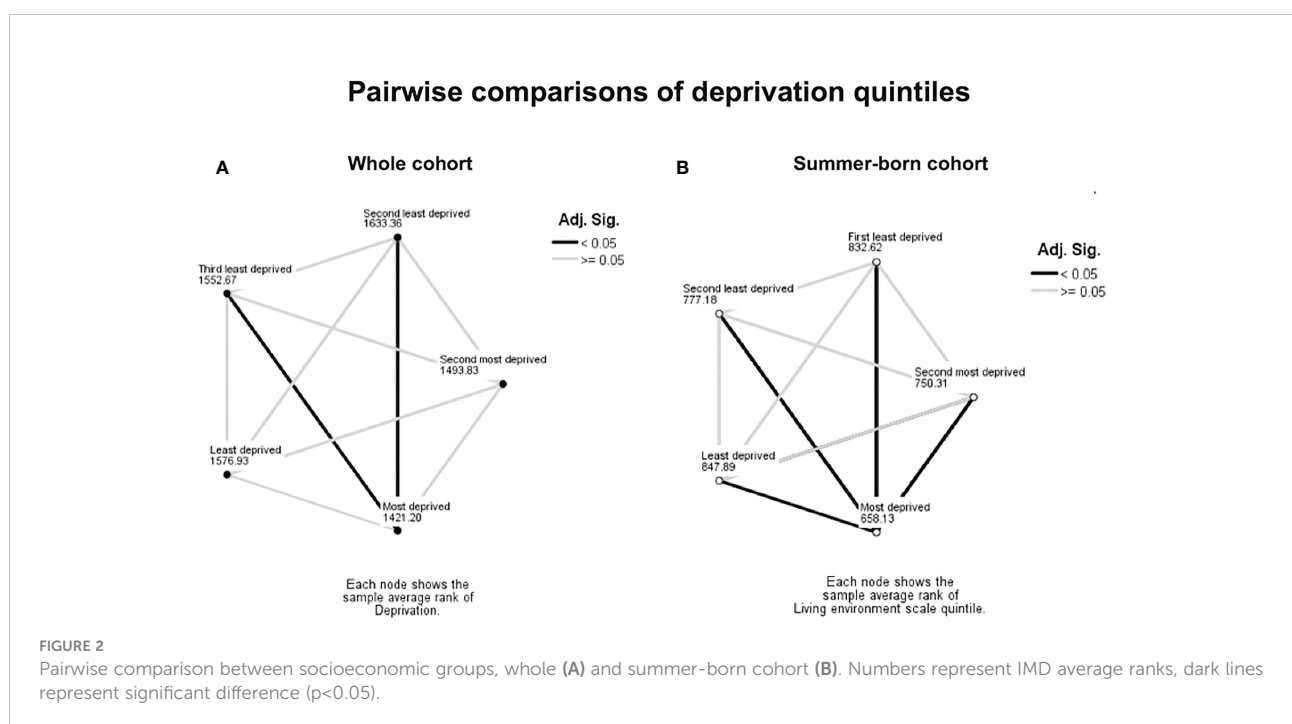 Pairwise comparisons of deprivation quintiles
A
Whole cohort
Second least deprived
1633.36
Third least deprived
1552.67
Second most deprived
1493.83
Least deprived
1576.93
Most deprived
1421.20
Adj. Sig.
< 0.05
>= 0.05
Each node shows the
sample average rank of
Deprivation.
B
Summer-born cohort
First least deprived
832.62
Second least deprived
777.18
Second most deprived
750.31
Least deprived
847.89
Most deprived
658.13
Adj. Sig.
< 0.05
>= 0.05
Each node shows the
sample average rank of
Living environment scale quintile.
FIGURE 2
Pairwise comparison between socioeconomic groups, whole (A) and summer-born cohort (B). Numbers represent IMD average ranks, dark lines
represent significant difference (p<0.05).